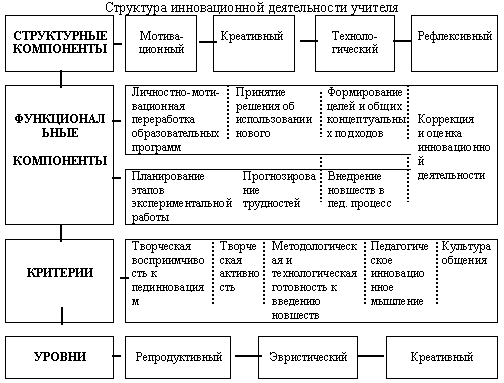 Структура инновационной деятельности учителя
СТРУКТУРНЫЕ
КОМПОНЕНТЫ
Мотива-
ционный
Креативный
Техноло-
гический
Рефлексивный
ФУНКЦИОНАЛ
ЬНЫЕ
КОМПОНЕНТЫ
Личностно-моти-
вационная
переработка
образовательных
программ
Принятие
решения об
использовании
нового
Формирование
целей и общих
концептуальны
х подходов
Коррекция
и оценка
инновационно
й
деятельности
Планирование
этапов
экспериментальной
работы
Прогнозирова
ние
трудностей
Внедрение
новшеств в
пед. процесс
КРИТЕРИИ
Творческая
восприимчиво
сть к
пединновация
м
Творче
ская
активно
сть
Методологическ
ая и
технологическая
готовность к
введению
новшеств
Педагогиче
ское
инновацио
нное
мышление
Культура
общения
УРОВНИ
Репродуктивный
Эвристический
Креативный